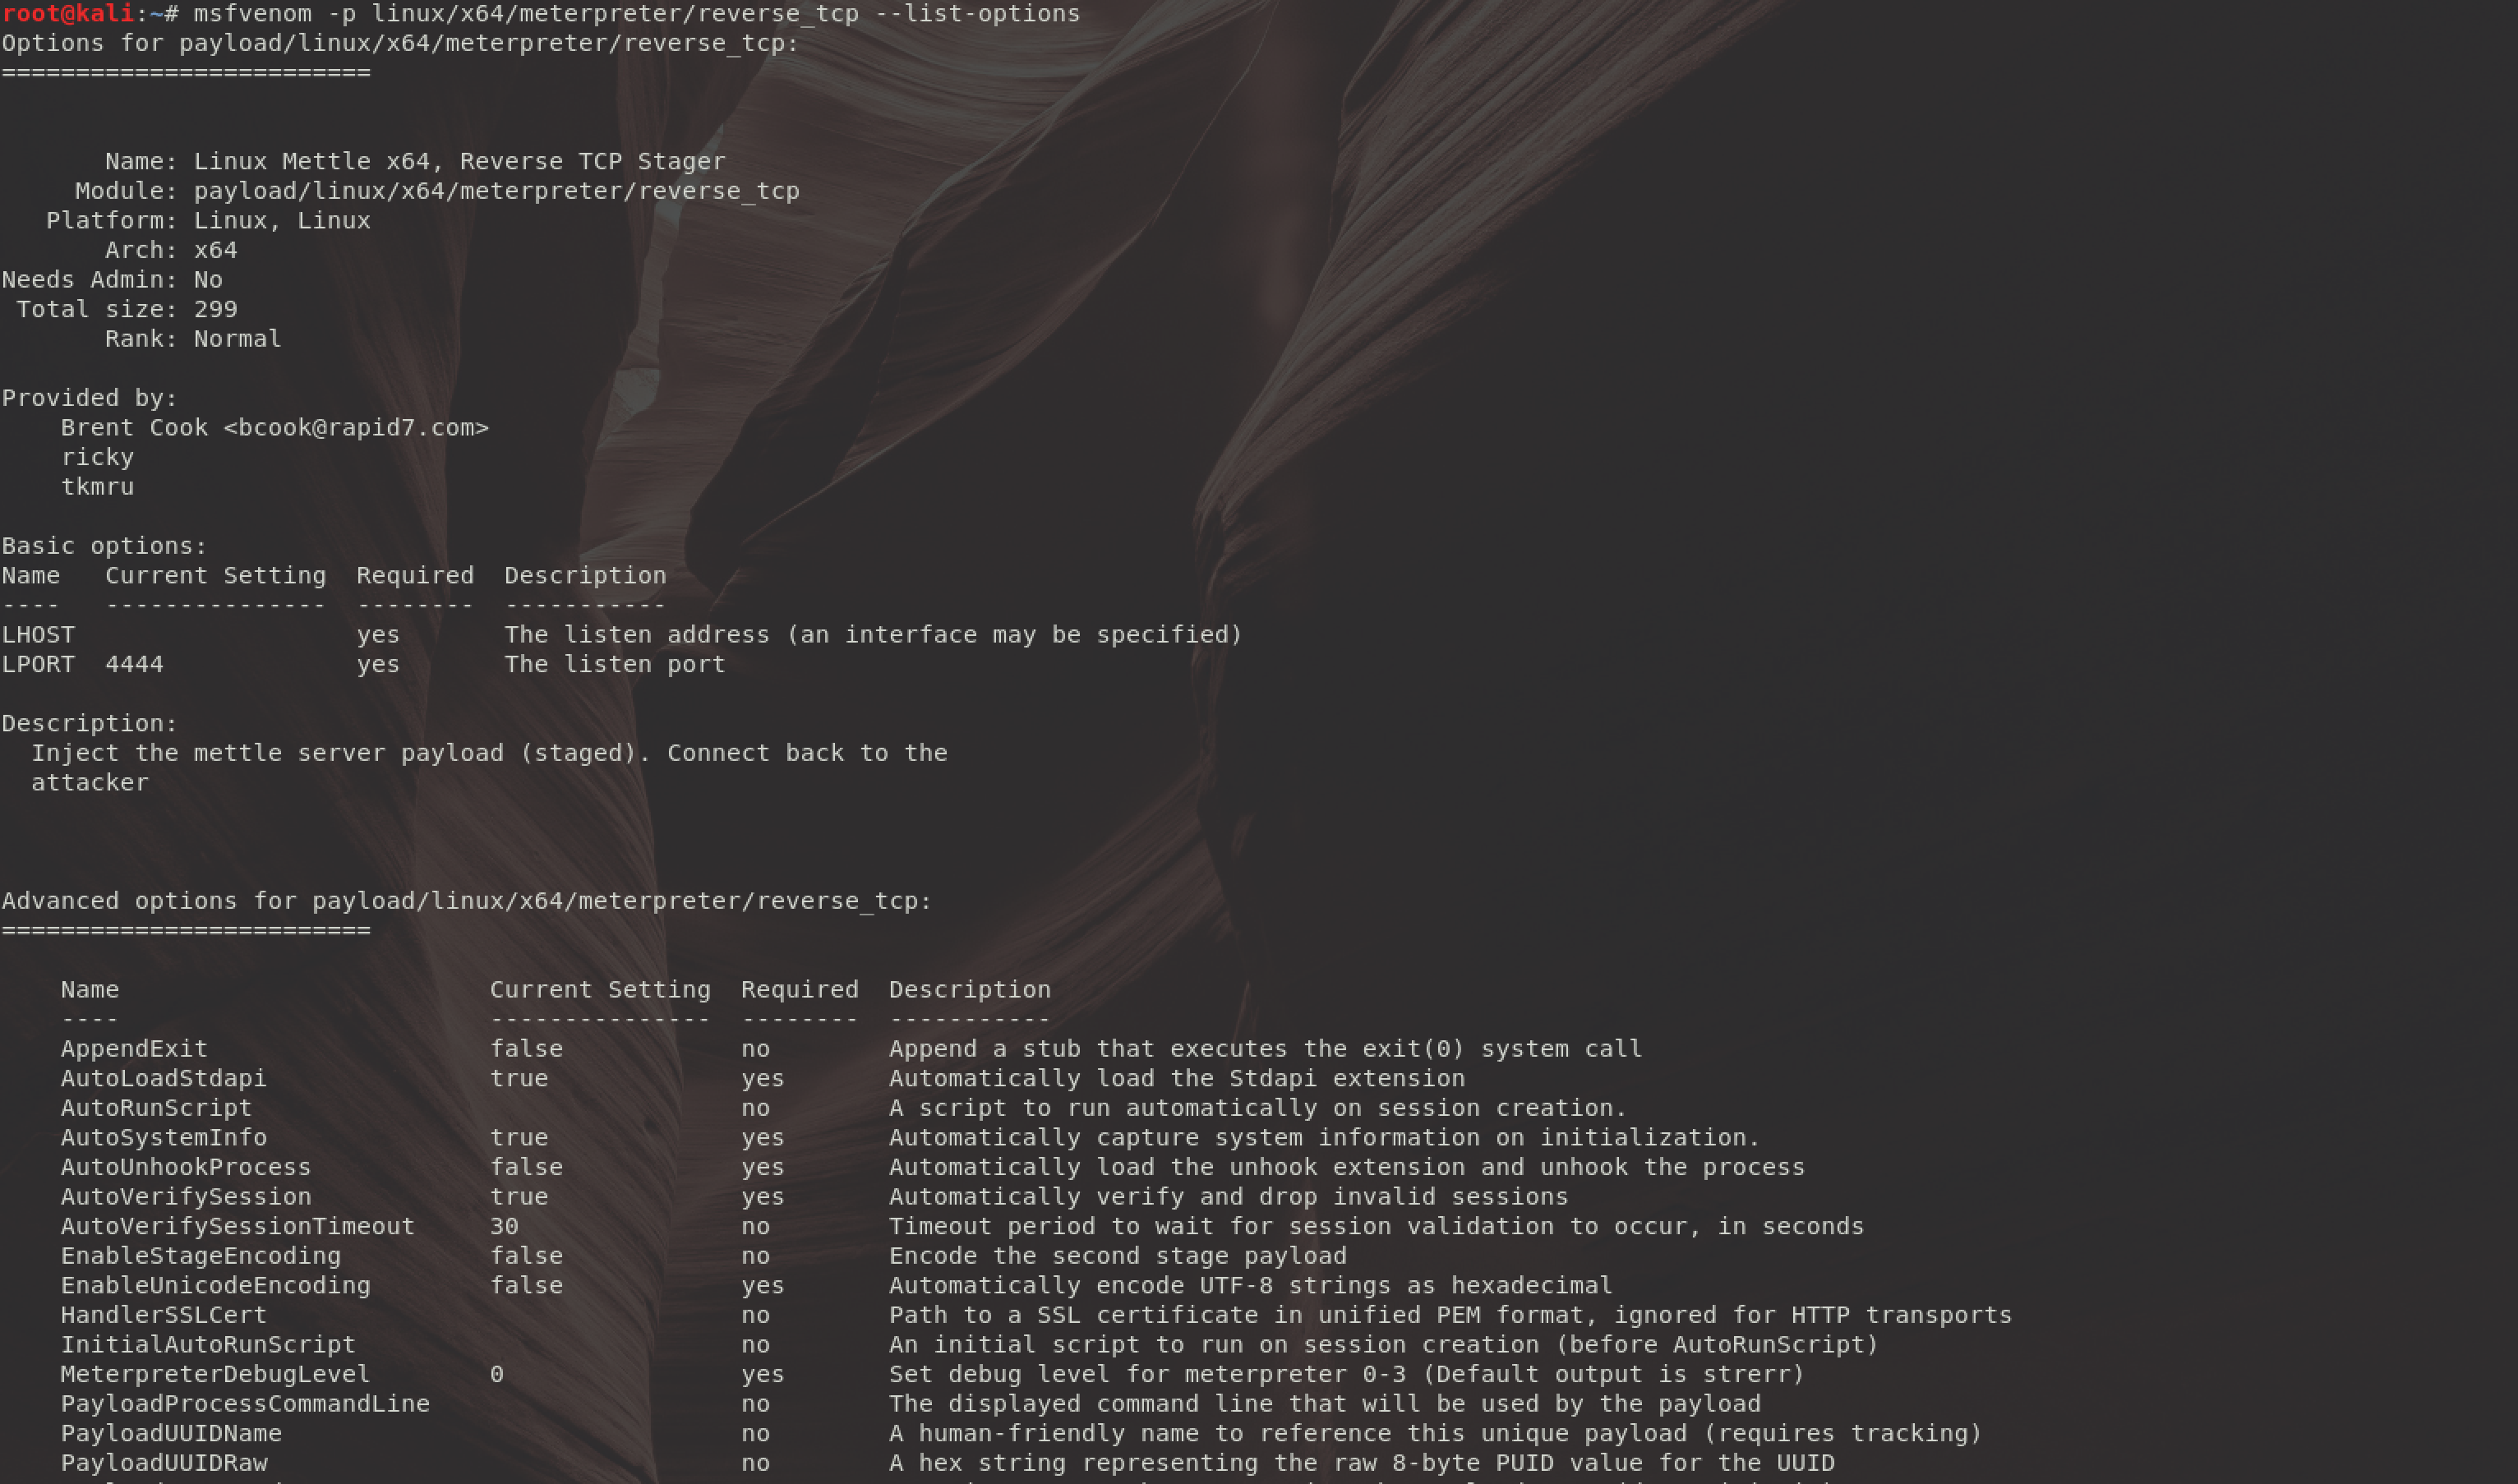 root@kali:~# msfvenom -p linux/x64/meterpreter/reverse_tcp --list-options
Options for payload/linux/x64/meterpreter/reverse_tcp:
=========================
Name: Linux Mettle x64, Reverse TCP Stager
Module: payload/linux/x64/meterpreter/reverse_tcp
Platform: Linux, Linux
Arch: x64
Needs Admin: No
Total size: 299
Rank: Normal
Provided by:
Brent Cook <bcook@rapid7.com>
ricky
tkmru
Basic options:
Name   Current Setting  Required  Description
----   ---------------  --------  -----------
LHOST                   yes       The listen address (an interface may be specified)
LPORT  4444             yes       The listen port
Description:
Inject the mettle server payload (staged). Connect back to the
attacker
Advanced options for payload/linux/x64/meterpreter/reverse_tcp:
=========================
Name                         Current Setting  Required  Description
----                         ---------------  --------  -----------
AppendExit                   false            no        Append a stub that executes the exit(0) system call
AutoLoadStdapi               true             yes       Automatically load the Stdapi extension
AutoRunScript                                 no        A script to run automatically on session creation.
AutoSystemInfo               true             yes       Automatically capture system information on initialization.
AutoUnhookProcess            false            yes       Automatically load the unhook extension and unhook the process
AutoVerifySession            true             yes       Automatically verify and drop invalid sessions
AutoVerifySessionTimeout     30               no        Timeout period to wait for session validation to occur, in seconds
EnableStageEncoding          false            no        Encode the second stage payload
EnableUnicodeEncoding        false            yes       Automatically encode UTF-8 strings as hexadecimal
HandlerSSLCert                                no        Path to a SSL certificate in unified PEM format, ignored for HTTP transports
InitialAutoRunScript                          no        An initial script to run on session creation (before AutoRunScript)
MeterpreterDebugLevel        0                yes       Set debug level for meterpreter 0-3 (Default output is strerr)
PayloadProcessCommandLine                     no        The displayed command line that will be used by the payload
PayloadUUIDName                               no        A human-friendly name to reference this unique payload (requires tracking)
PayloadUUIDRaw                                no        A hex string representing the raw 8-byte PUID value for the UUID